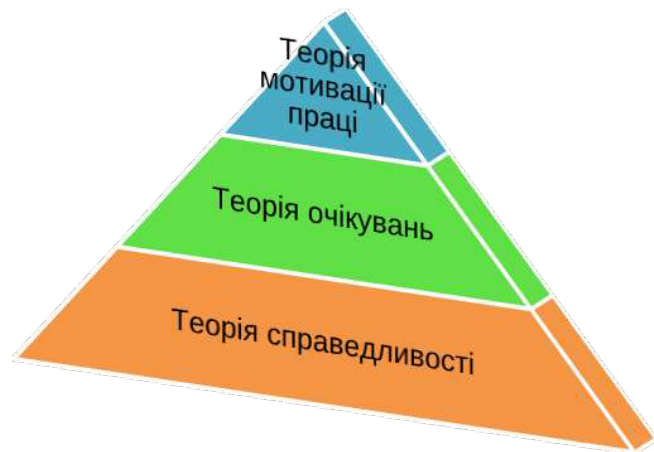 Теорія
мотивації
праці
Теорія очікувань
Теорія справедливості